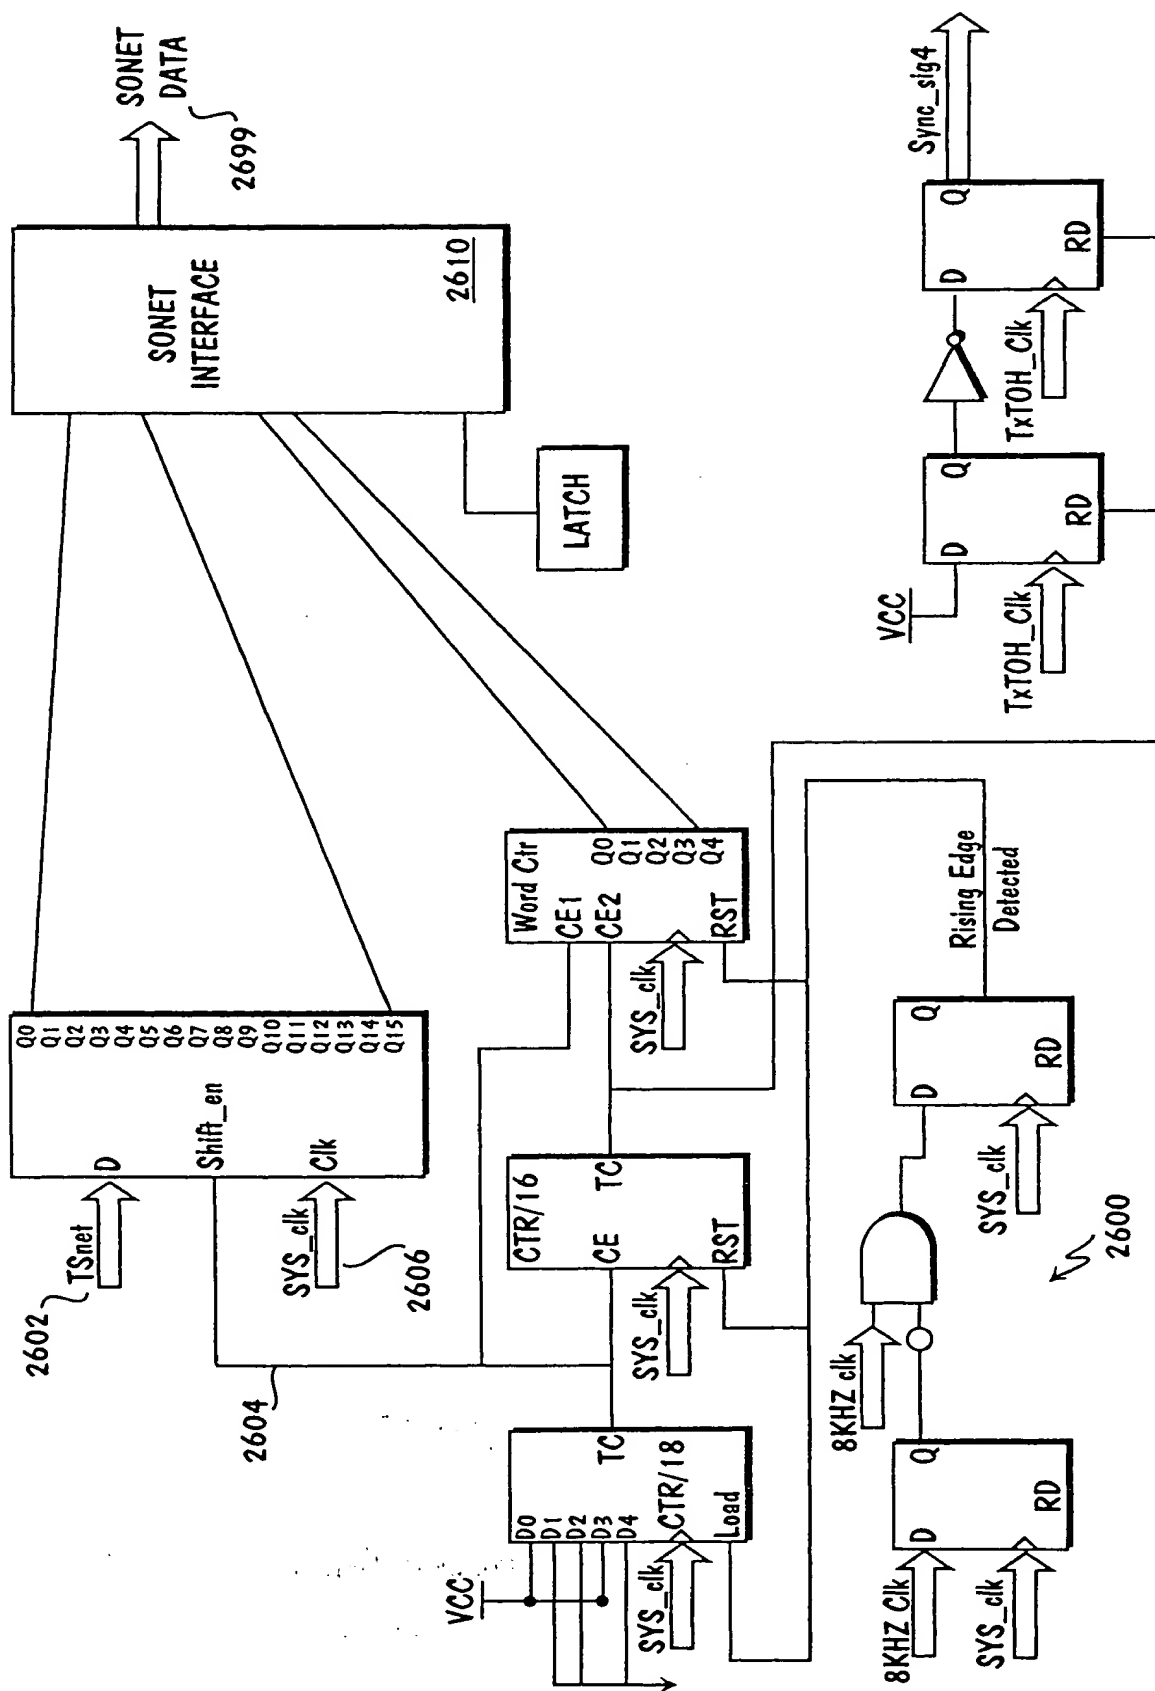 SONET
DATA
2699
SONET
INTERFACE
2610
LATCH
Q0
Q1
Q2
Q3
Q4
Q5
Q6
Q7
Q8
Q9
Q10
Q11
Q12
Q13
Q14
Q15
D
Shift_en
Clk
TSnet
2602
SYS_clk
2606
2604
Word Ctr
CE1
CE2
Q0
Q1
Q2
Q3
Q4
RST
SYS_clk
CTR/16
CE
TC
RST
SYS_clk
VCC
D0
D1
D2
D3
D4
TC
CTR/18
Load
SYS_clk
8KHZ Clk
SYS_clk
D
Q
RD
8KHZ clk
2600
D
Q
RD
SYS_clk
Rising Edge
Detected
VCC
D
Q
RD
TxTOH_Clk
D
Q
RD
TxTOH_Clk
Sync_sig4